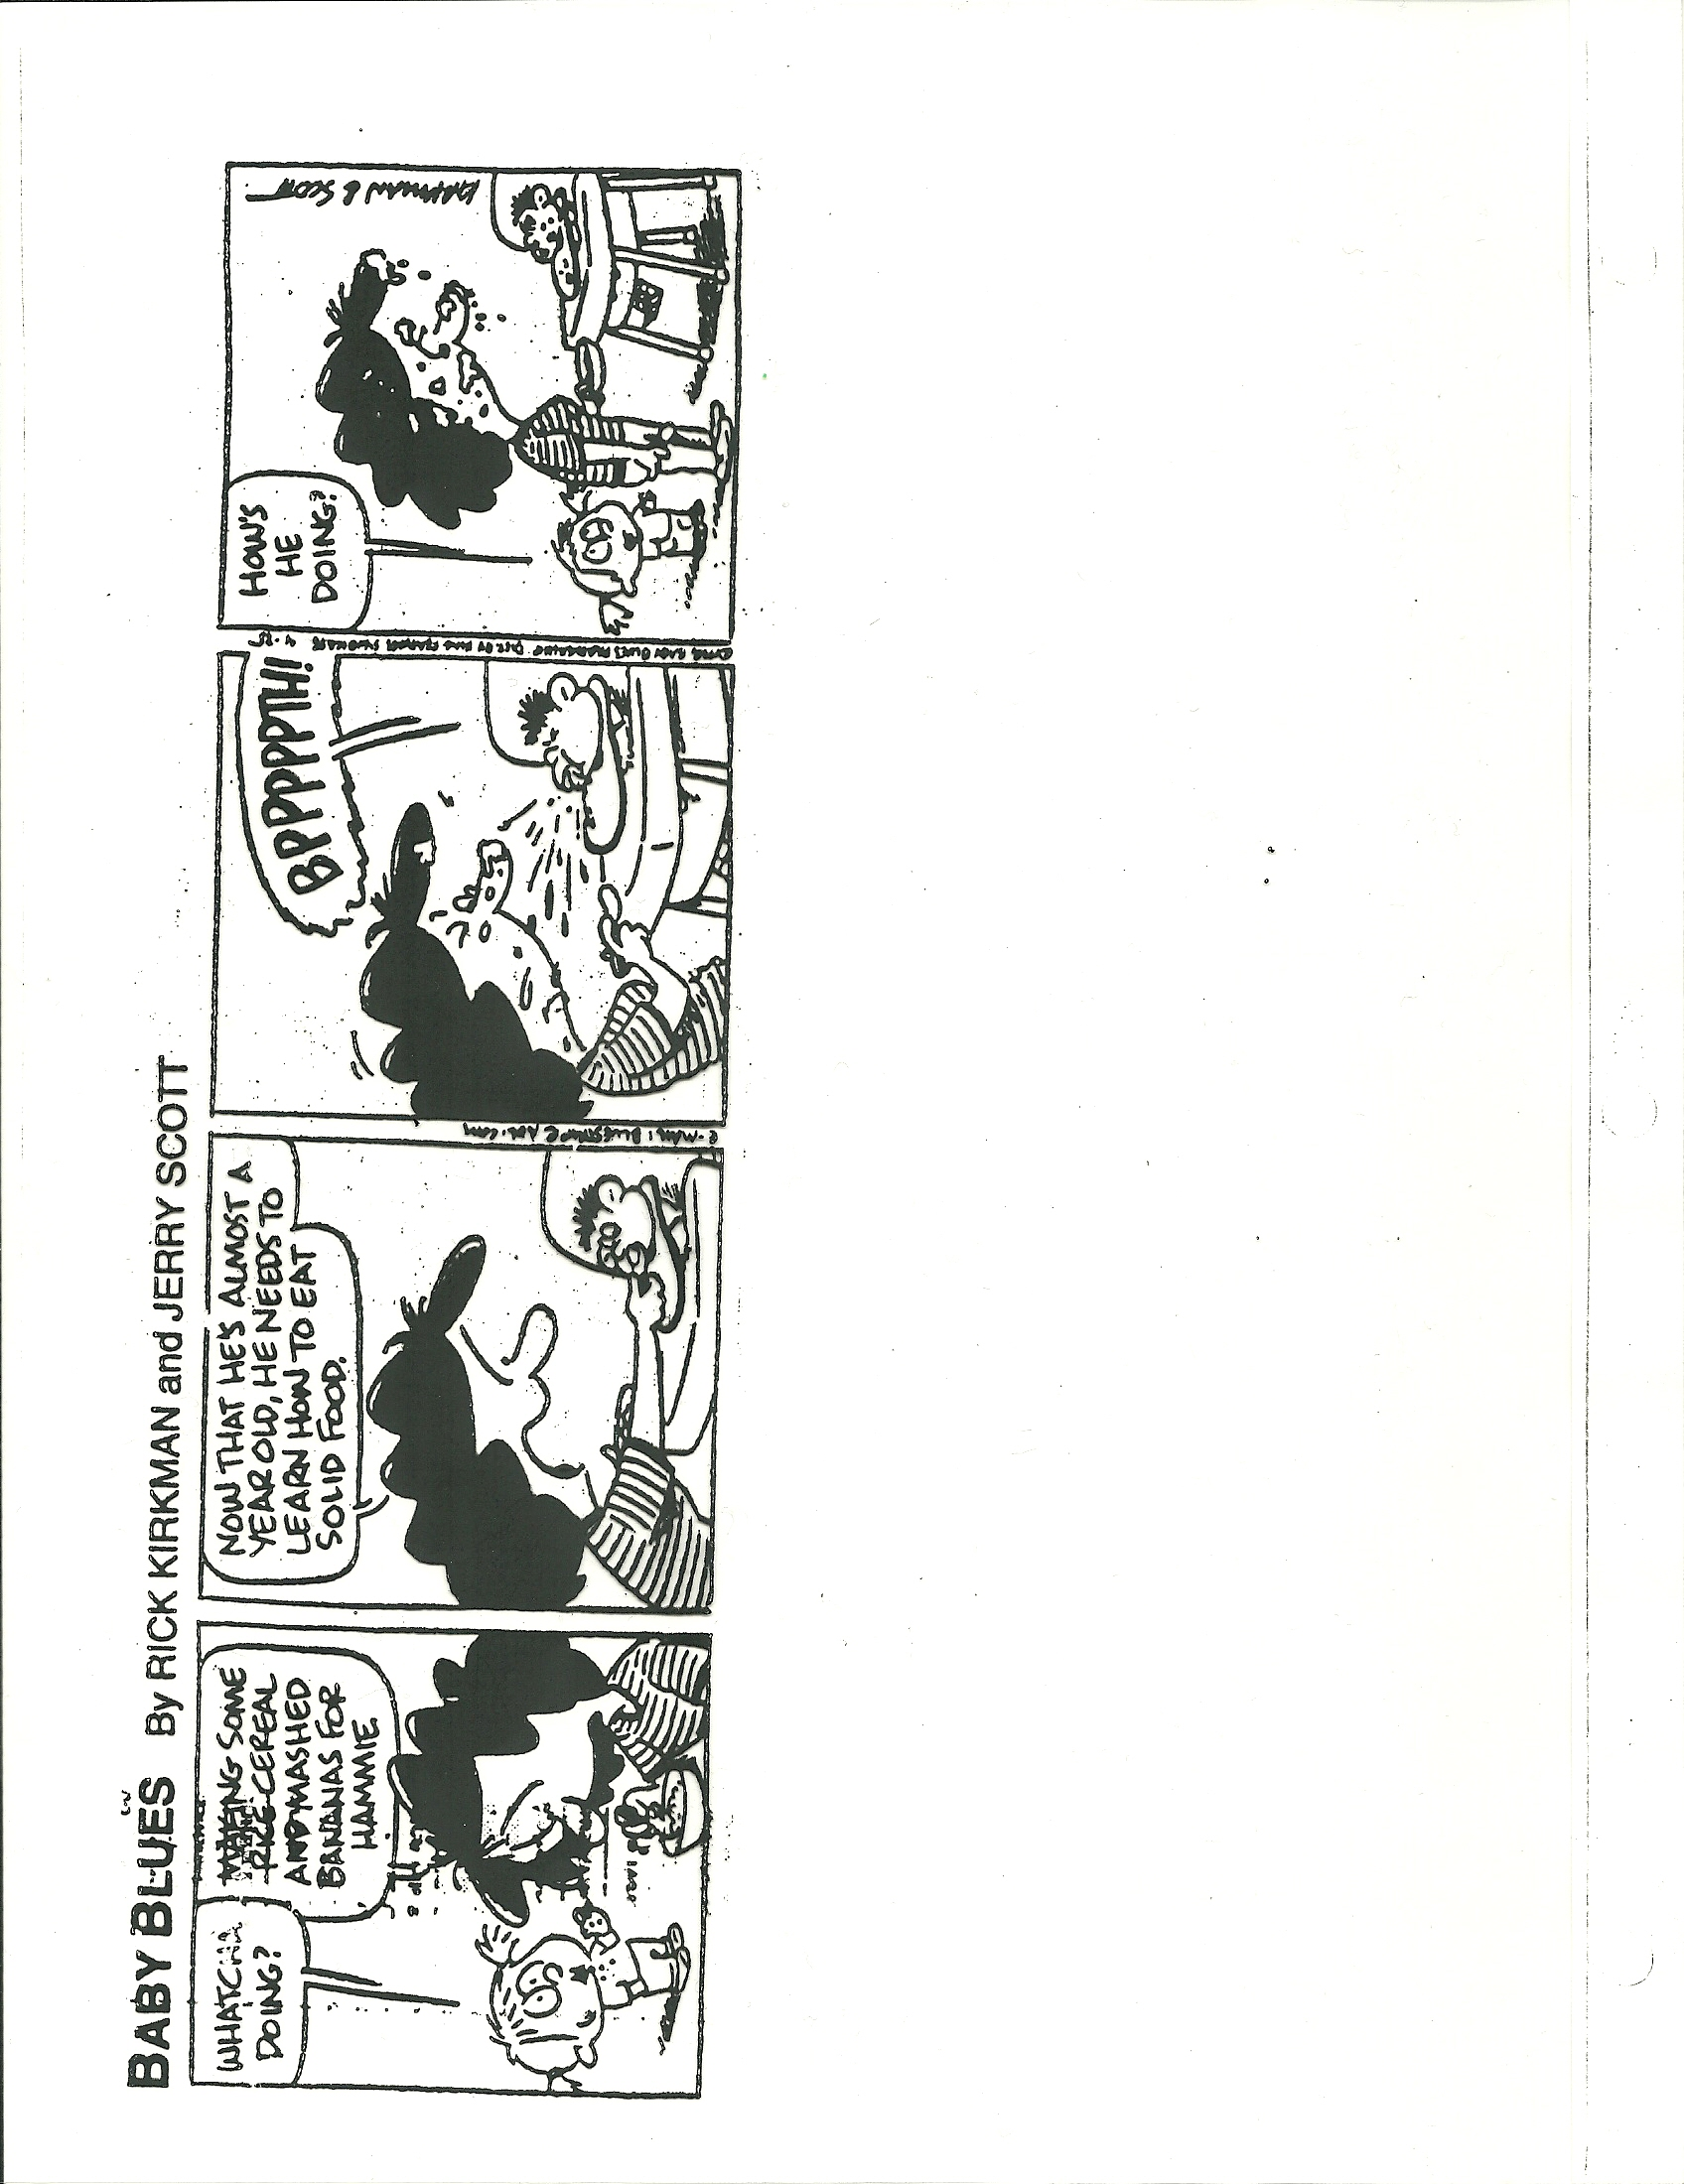 BABY BLUES By RICK KIRKMAN and JERRY SCOTT
WHATCHA
DOING?
MAKING SOME
RICE CEREAL
AND MASHED
BANANAS FOR
HAMMIE.
NOW THAT HE'S ALMOST A
YEAR OLD, HE NEEDS TO
LEARN HOW TO EAT
SOLID FOOD.
BPPPPPTH!
HOW'S
HE
DOING?
KIRKMAN & SCOTT
4-25